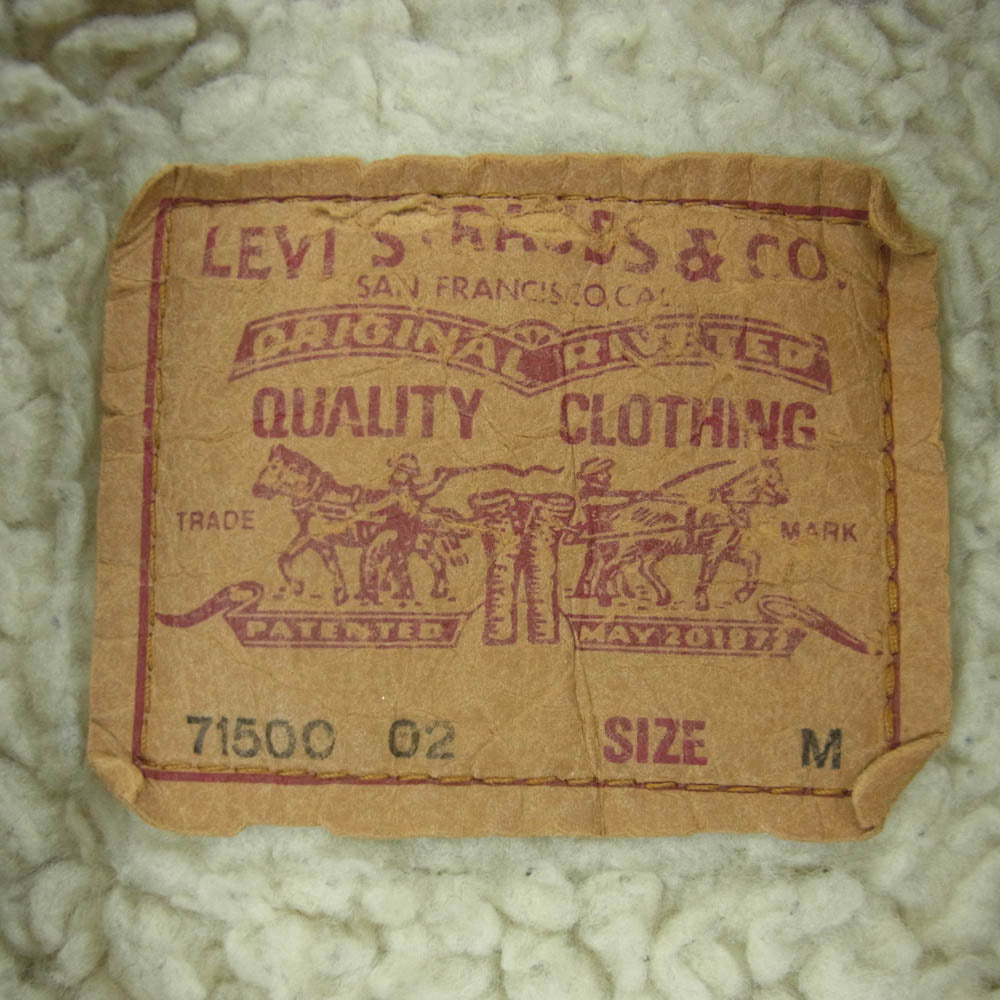 LEVI STRAUSS & CO.
SAN FRANCISCO, CAL.
ORIGINAL RIVETED
QUALITY CLOTHING
TRADE MARK
PATENTED MAY 20 1873
71500 02 SIZE M